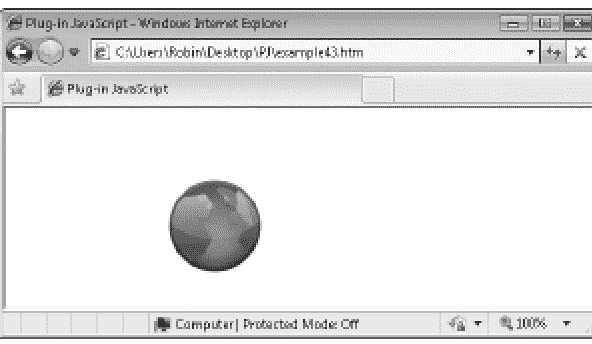 Plug-in JavaScript - Windows Internet Explorer
C:\Users\Robin\Desktop\PJ\example43.htm
Plug-in JavaScript
Computer | Protected Mode: Off
100%